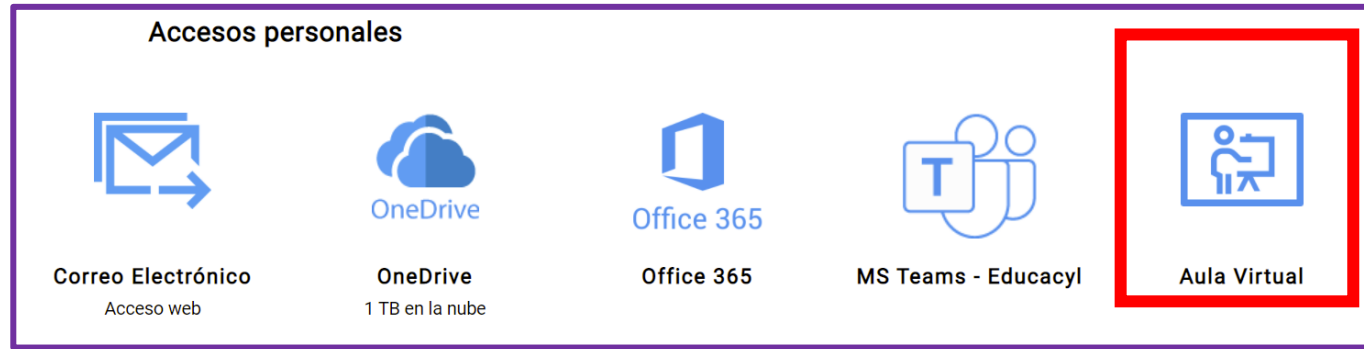 Accesos personales
OneDrive
Office 365
T
Correo Electrónico
Acceso web
OneDrive
1 TB en la nube
Office 365
MS Teams - Educacyl
Aula Virtual